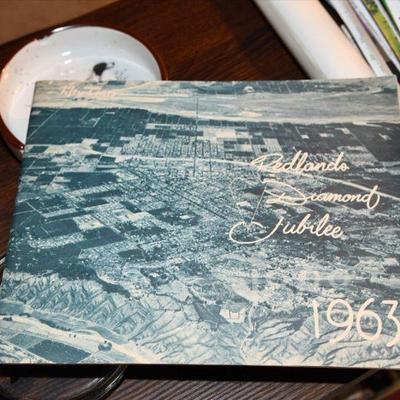 Redlands
Diamond
Jubilee
1963